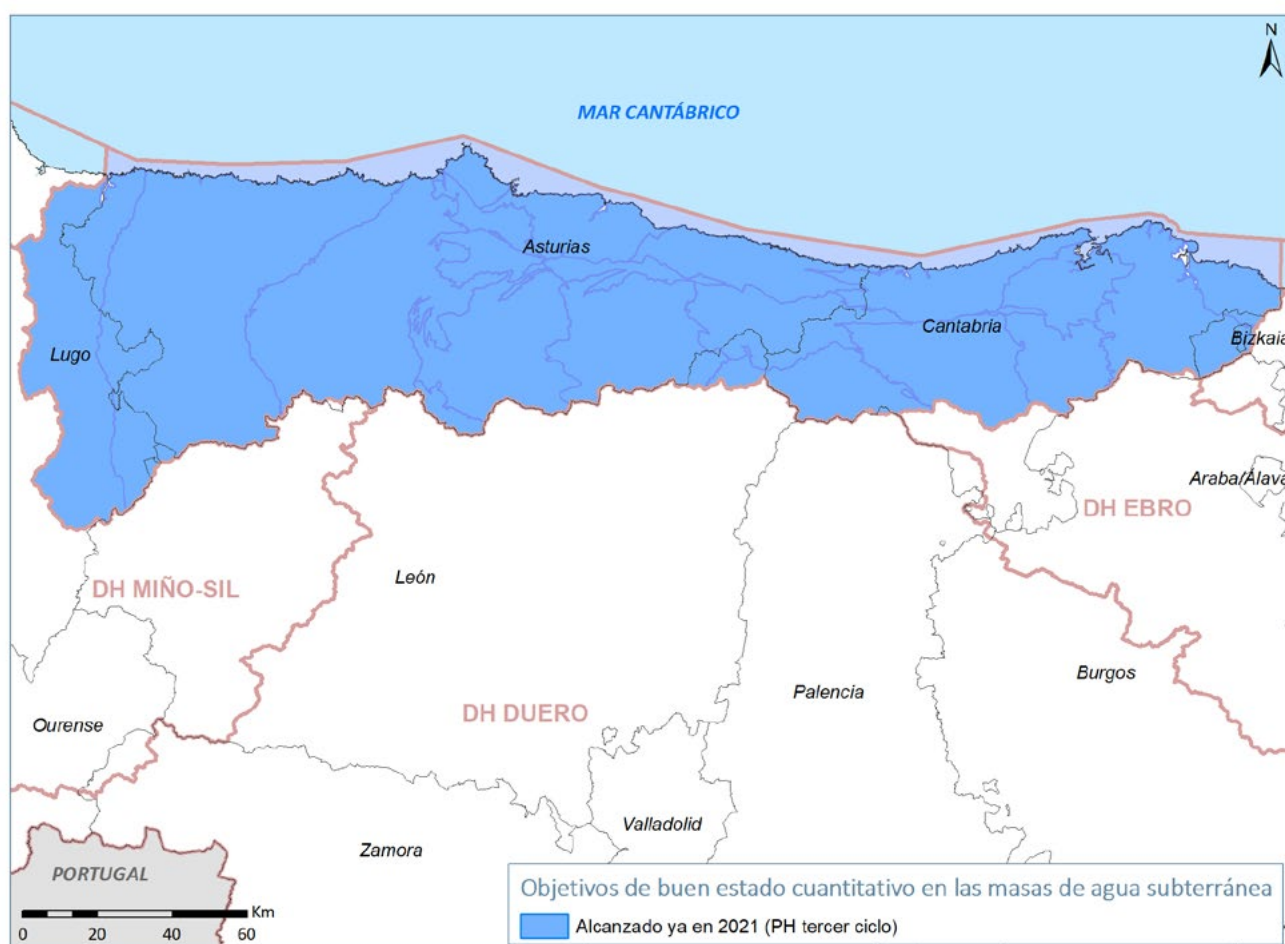 N
MAR CANTÁBRICO
Asturias
Cantabria
Bizkaia
Lugo
Araba/Álava
DH EBRO
DH MIÑO-SIL
León
Burgos
Palencia
DH DUERO
Ourense
Valladolid
Zamora
PORTUGAL
Km
0 20 40 60
Objetivos de buen estado cuantitativo en las masas de agua subterránea
Alcanzado ya en 2021 (PH tercer ciclo)